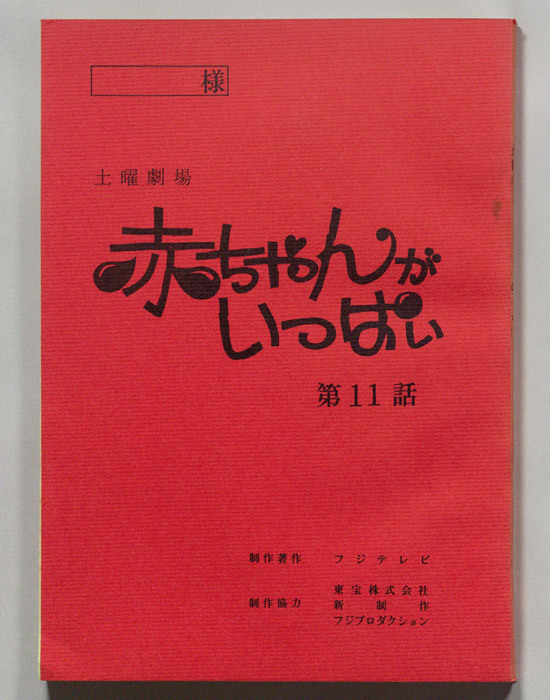 様
土曜劇場
赤ちゃんが
いっぱい
第11話
制作著作 フジテレビ
東宝株式会社
制作協力 新制作
フジプロダクション